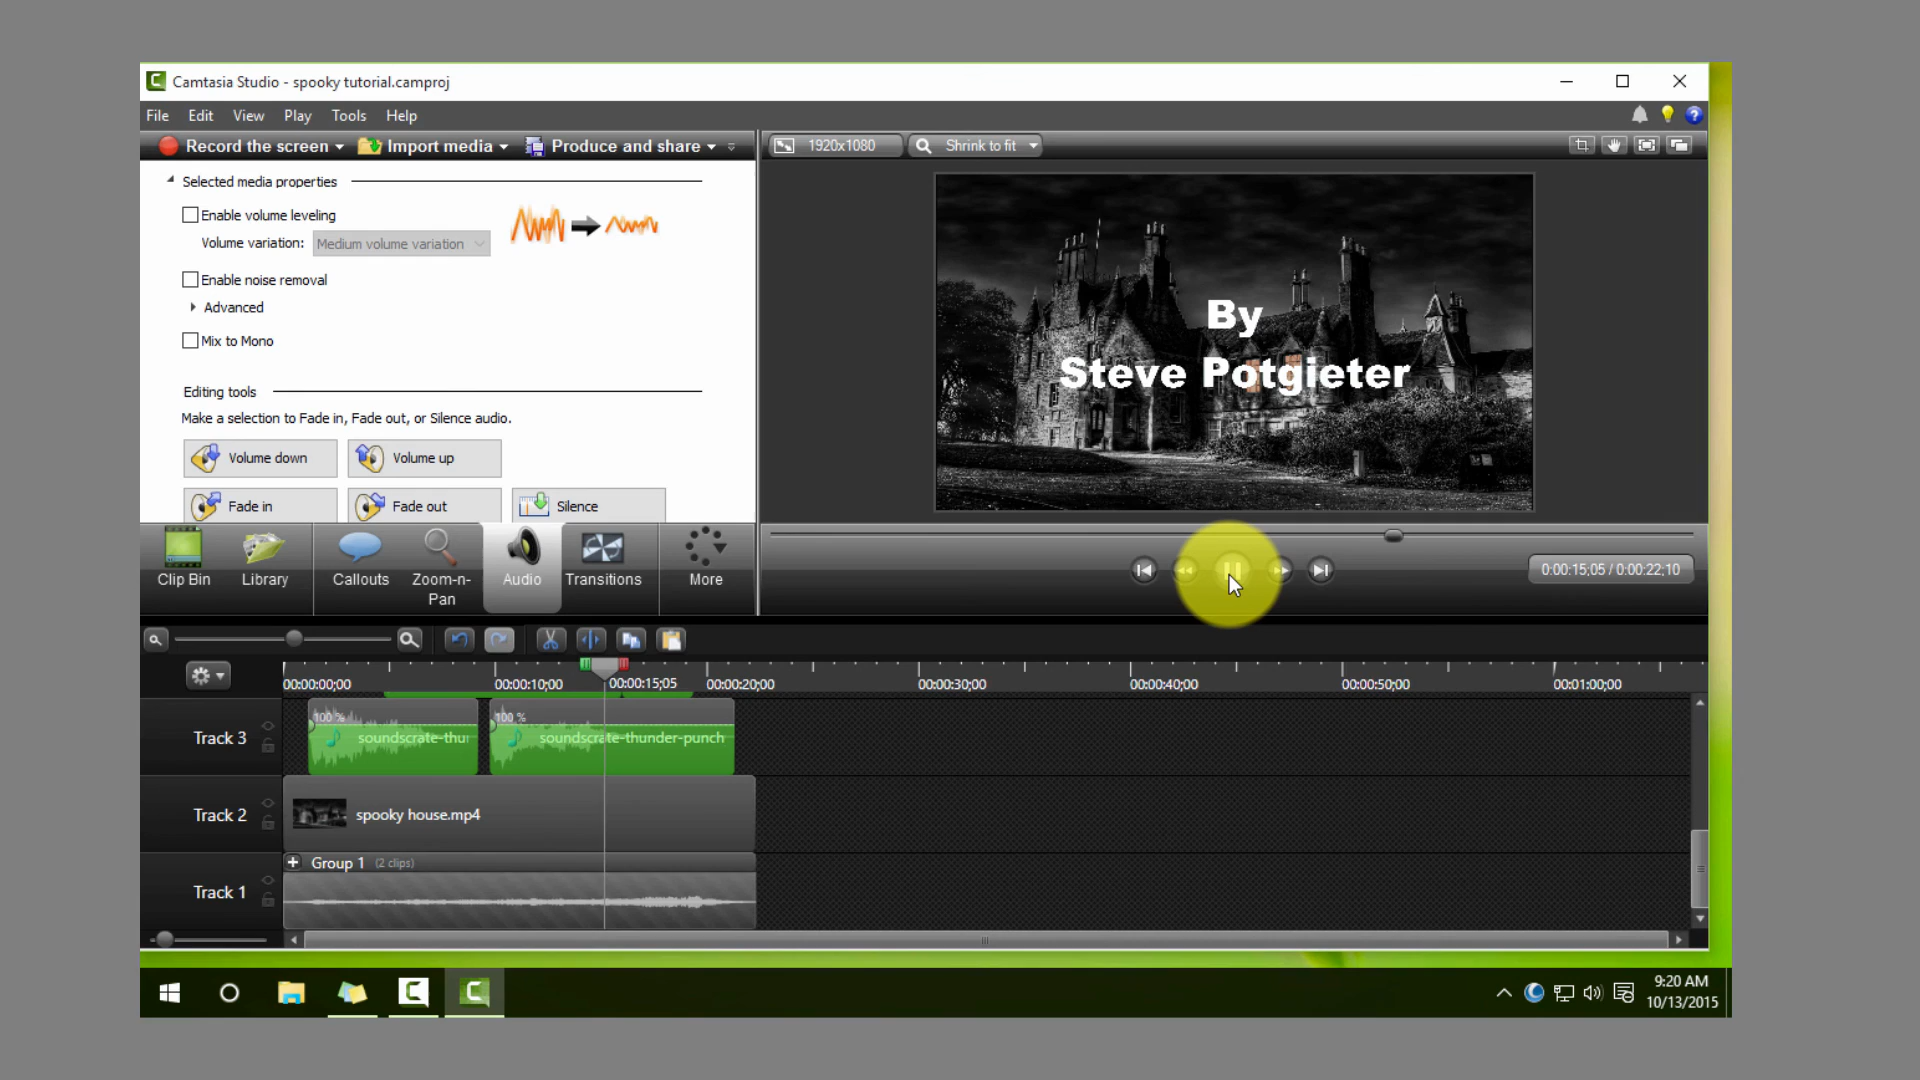 Camtasia Studio - spooky tutorial.camproj
File Edit View Play Tools Help
Record the screen Import media Produce and share
1920x1080 Shrink to fit
Selected media properties
Enable volume leveling
Volume variation: Medium volume variation
Enable noise removal
Advanced
Mix to Mono
Editing tools
Make a selection to Fade in, Fade out, or Silence audio.
Volume down Volume up
Fade in Fade out Silence
By
Steve Potgieter
Clip Bin Library Callouts Zoom-n-Pan Audio Transitions More
0:00:15;05 / 0:00:22;10
00:00:00;00 00:00:10;00 00:00:15;05 00:00:20;00 00:00:30;00 00:00:40;00 00:00:50;00 00:01:00;00
Track 3
100 % soundscrate-thu
100 % soundscrate-thunder-punch
Track 2 spooky house.mp4
Group 1 (2 clips)
Track 1
9:20 AM
10/13/2015